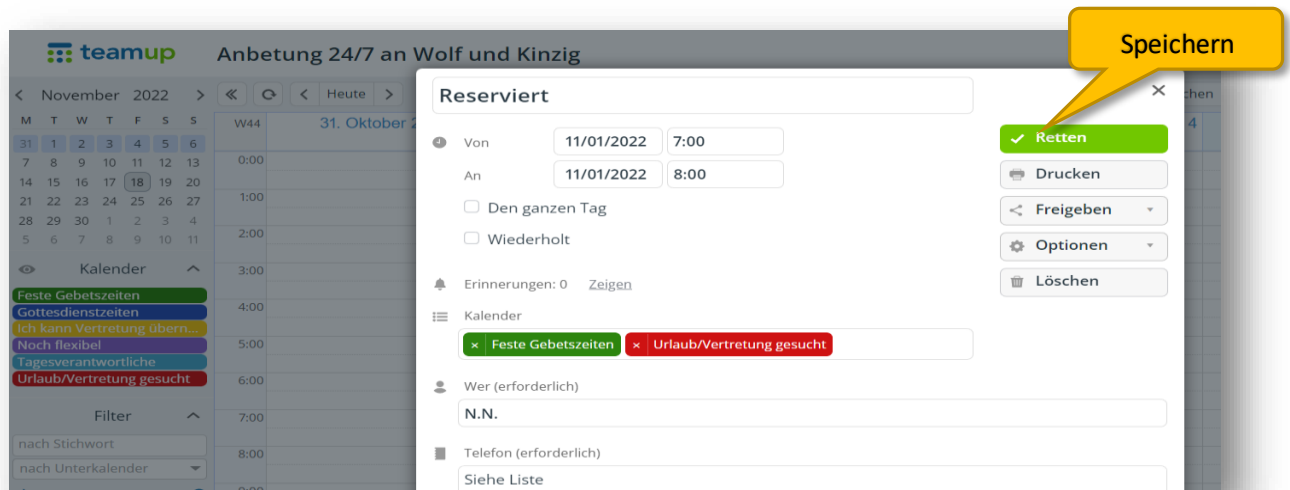 Speichern
teamup
Anbetung 24/7 an Wolf und Kinzig
< November 2022 >
Heute
M T W T F S S
31 1 2 3 4 5 6
7 8 9 10 11 12 13
14 15 16 17 18 19 20
21 22 23 24 25 26 27
28 29 30 1 2 3 4
5 6 7 8 9 10 11
W44 31. Oktober
4
0:00
1:00
2:00
3:00
4:00
5:00
6:00
7:00
8:00
Kalender
Feste Gebetszeiten
Gottesdienstzeiten
Ich kann Vertretung übern...
Noch flexibel
Tagesverantwortliche
Urlaub/Vertretung gesucht
Filter
nach Stichwort
nach Unterkalender
Reserviert
Von 11/01/2022 7:00
An 11/01/2022 8:00
Den ganzen Tag
Wiederholt
Erinnerungen: 0 Zeigen
Kalender
× Feste Gebetszeiten × Urlaub/Vertretung gesucht
Wer (erforderlich)
N.N.
Telefon (erforderlich)
Siehe Liste
Retten
Drucken
Freigeben
Optionen
Löschen